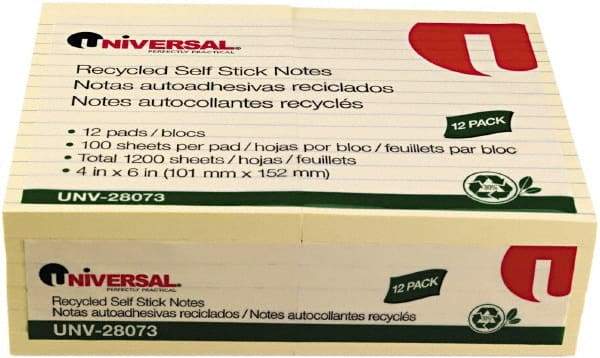 UNIVERSAL®
PERFECTLY PRACTICAL
Recycled Self Stick Notes
Notas autoadhesivas reciclados
Notes autocollantes recyclés
12 PACK
• 12 pads / blocs
• 100 sheets per pad / hojas por bloc / feuillets par bloc
• Total 1200 sheets / hojas / feuillets
• 4 in x 6 in (101 mm x 152 mm)
UNV-28073
UNIVERSAL®
PERFECTLY PRACTICAL
Recycled Self Stick Notes
Notas autoadhesivas reciclados / Notes autocollantes recyclés
12 PACK
UNV-28073